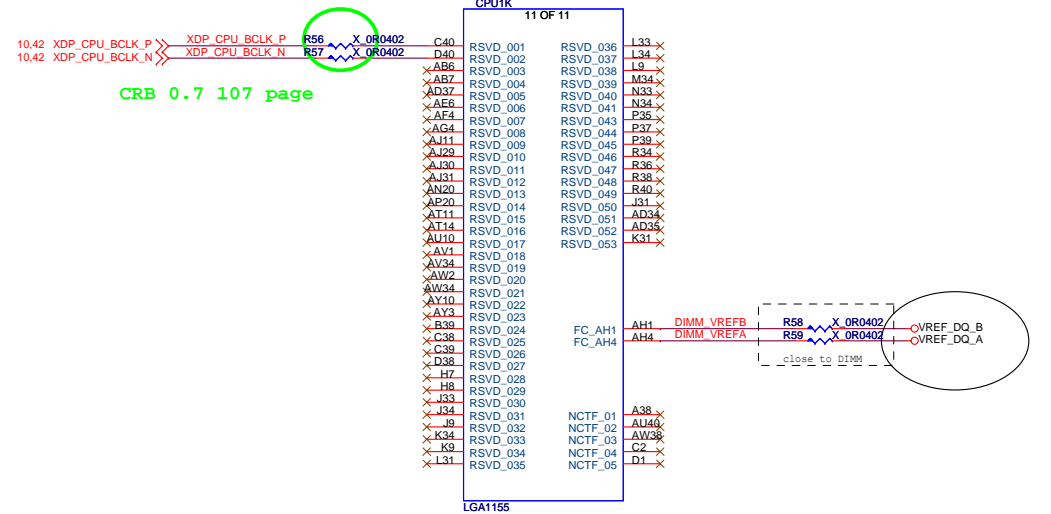 CPU1K
11 OF 11
10,42 XDP_CPU_BCLK_P XDP_CPU_BCLK_P R56 X_0R0402 C40 RSVD_001 RSVD_036 L33
10,42 XDP_CPU_BCLK_N XDP_CPU_BCLK_N R57 X_0R0402 D40 RSVD_002 RSVD_037 L34
AB6 RSVD_003 RSVD_038 L9
AB7 RSVD_004 RSVD_039 M34
CRB 0.7 107 page
AD37 RSVD_005 RSVD_040 N33
AE6 RSVD_006 RSVD_041 N34
AF4 RSVD_007 RSVD_043 P35
AG4 RSVD_008 RSVD_044 P37
AJ11 RSVD_009 RSVD_045 P39
AJ29 RSVD_010 RSVD_046 R34
AJ30 RSVD_011 RSVD_047 R36
AJ31 RSVD_012 RSVD_048 R38
AN20 RSVD_013 RSVD_049 R40
AP20 RSVD_014 RSVD_050 J31
AT11 RSVD_015 RSVD_051 AD34
AT14 RSVD_016 RSVD_052 AD35
AU10 RSVD_017 RSVD_053 K31
AV1 RSVD_018
AV34 RSVD_019
AW2 RSVD_020
AW34 RSVD_021
AY10 RSVD_022
AY3 RSVD_023
B39 RSVD_024 FC_AH1 AH1 DIMM_VREFB R58 X_0R0402 VREF_DQ_B
C38 RSVD_025 FC_AH4 AH4 DIMM_VREFA R59 X_0R0402 VREF_DQ_A
C39 RSVD_026
close to DIMM
D38 RSVD_027
H7 RSVD_028
H8 RSVD_029
J33 RSVD_030
J34 RSVD_031 NCTF_01 A38
J9 RSVD_032 NCTF_02 AU40
K34 RSVD_033 NCTF_03 AW38
K9 RSVD_034 NCTF_04 C2
L31 RSVD_035 NCTF_05 D1
LGA1155